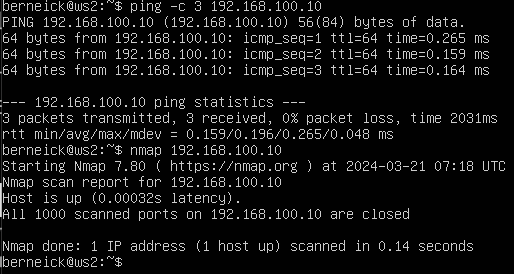 berneick@ws2:~$ ping -c 3 192.168.100.10
PING 192.168.100.10 (192.168.100.10) 56(84) bytes of data.
64 bytes from 192.168.100.10: icmp_seq=1 ttl=64 time=0.265 ms
64 bytes from 192.168.100.10: icmp_seq=2 ttl=64 time=0.159 ms
64 bytes from 192.168.100.10: icmp_seq=3 ttl=64 time=0.164 ms

--- 192.168.100.10 ping statistics ---
3 packets transmitted, 3 received, 0% packet loss, time 2031ms
rtt min/avg/max/mdev = 0.159/0.196/0.265/0.048 ms
berneick@ws2:~$ nmap 192.168.100.10
Starting Nmap 7.80 ( https://nmap.org ) at 2024-03-21 07:18 UTC
Nmap scan report for 192.168.100.10
Host is up (0.00032s latency).
All 1000 scanned ports on 192.168.100.10 are closed

Nmap done: 1 IP address (1 host up) scanned in 0.14 seconds
berneick@ws2:~$